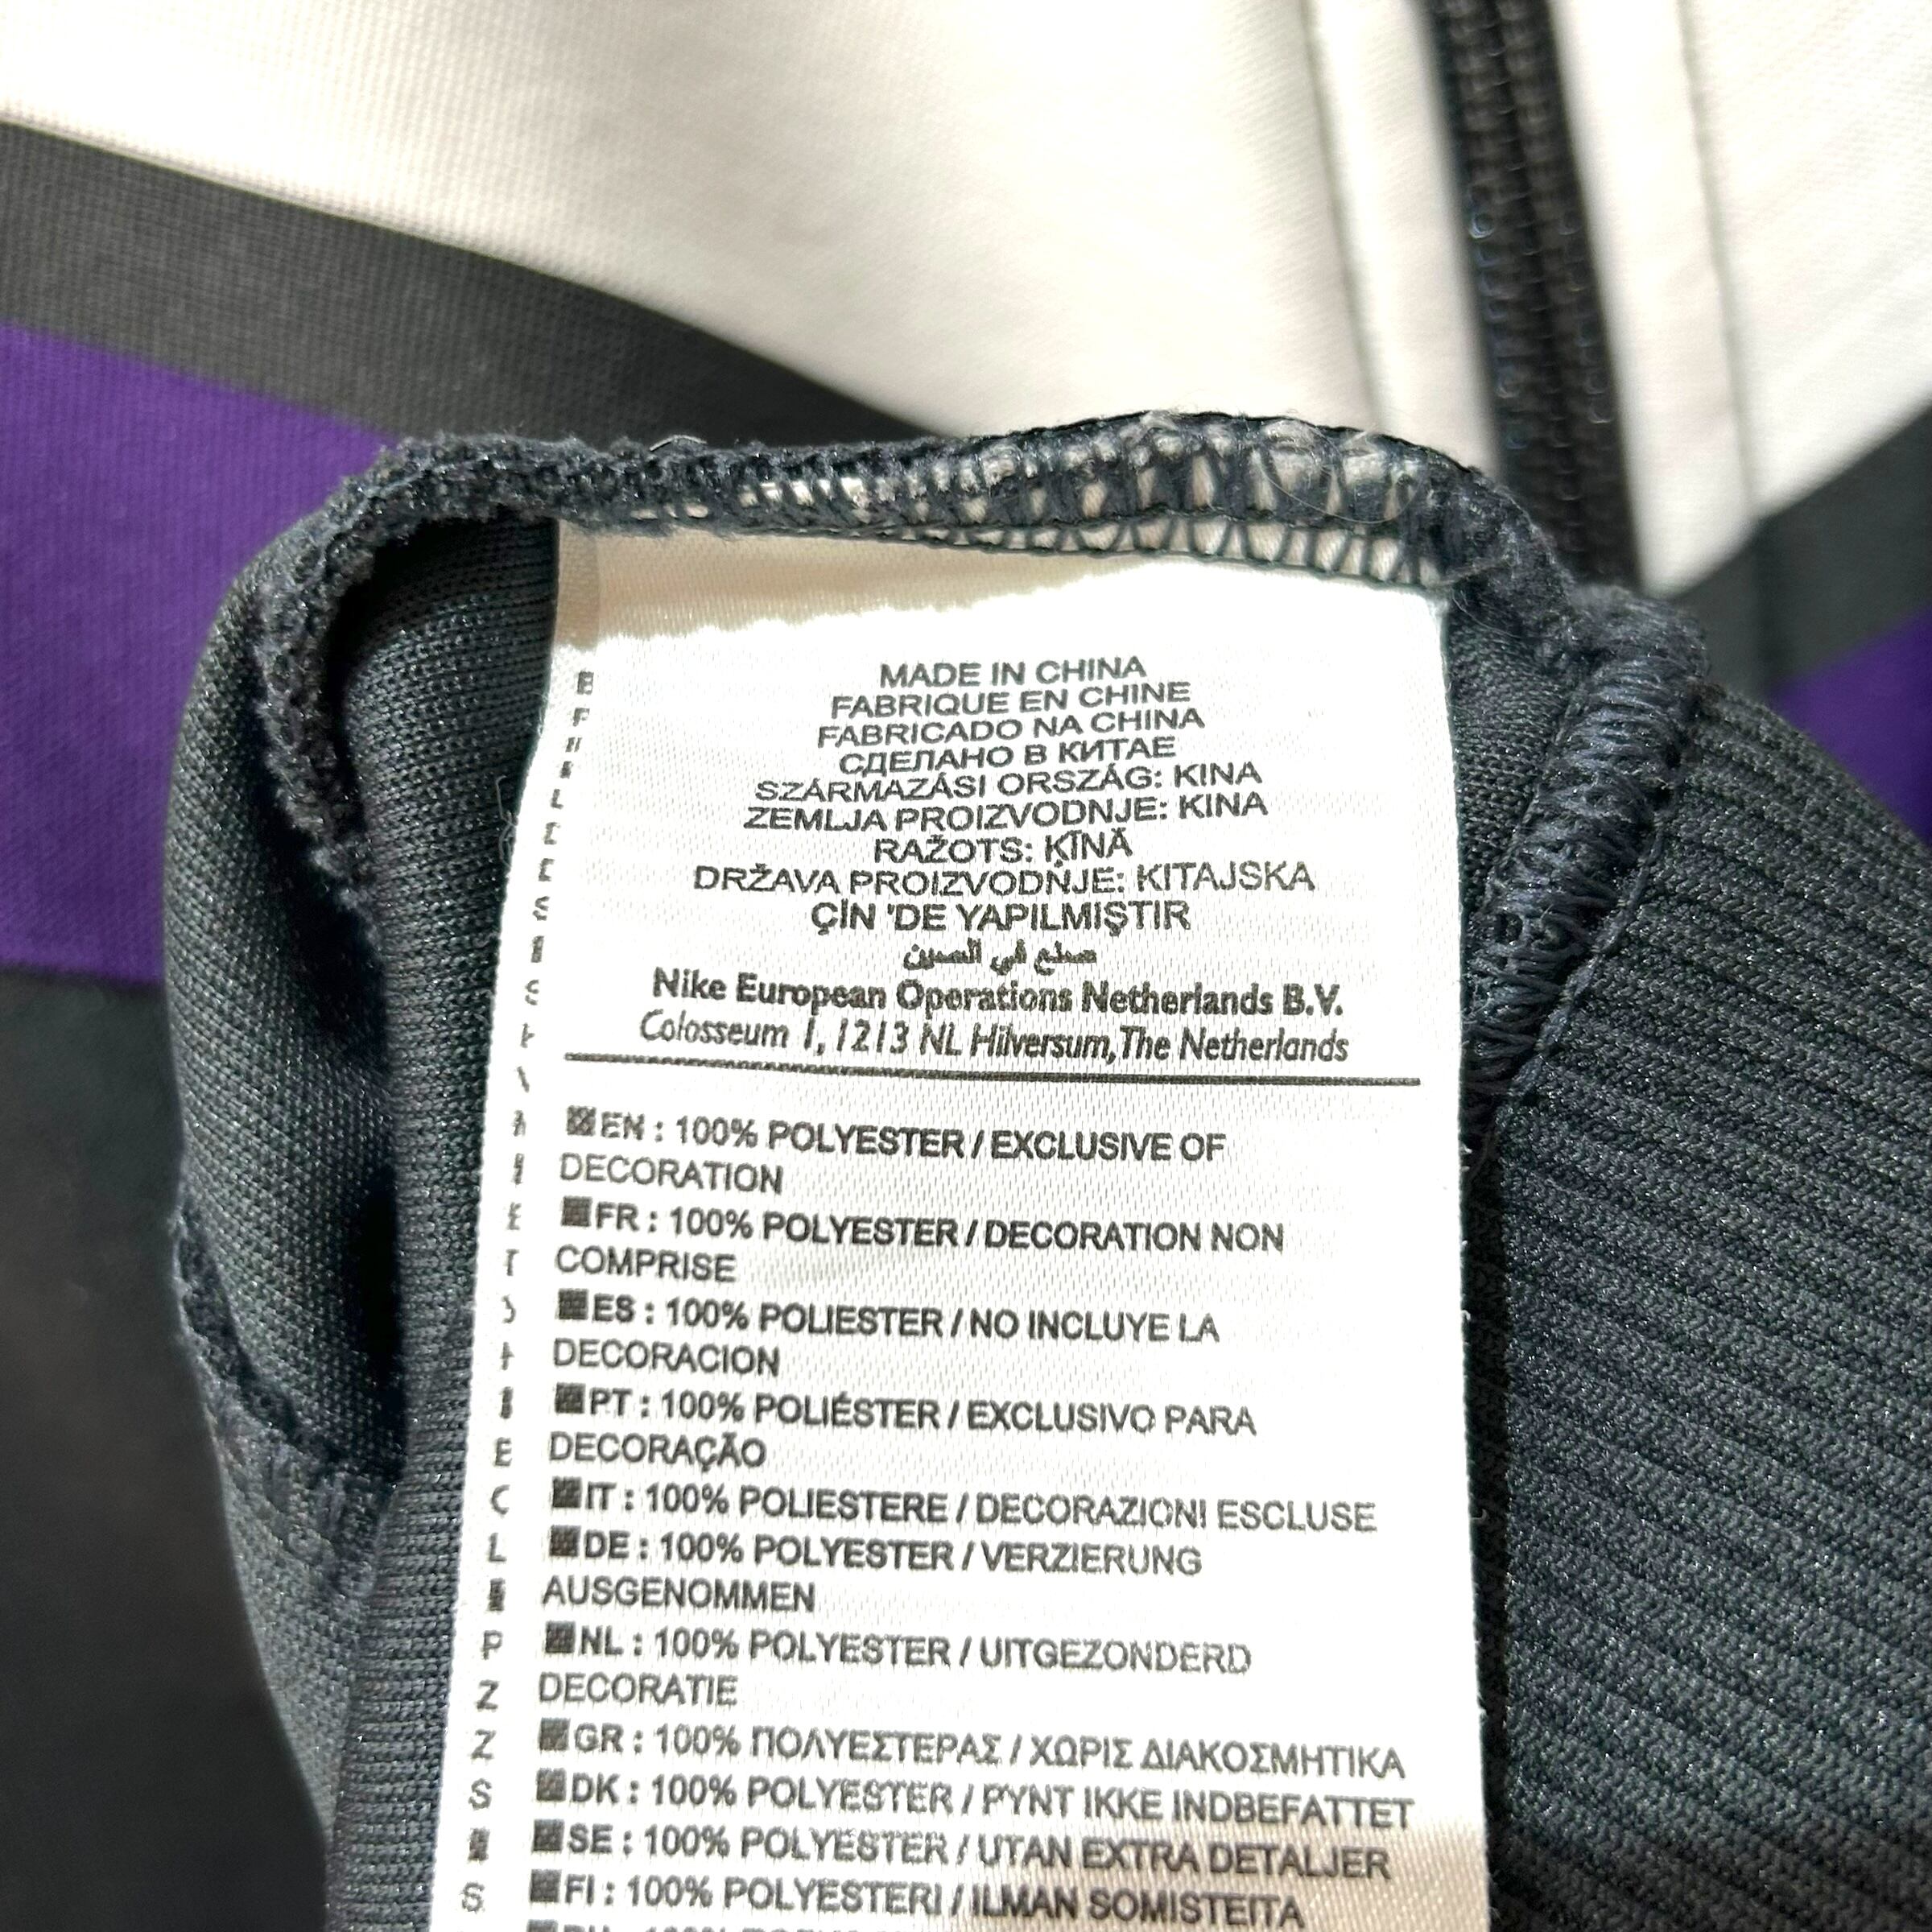 MADE IN CHINA
FABRIQUE EN CHINE
FABRICADO NA CHINA
СДЕЛАНО В КИТАЕ
SZÁRMAZÁSI ORSZÁG: KINA
ZEMLJA PROIZVODNJE: KINA
RAŽOTS: ĶĪNĀ
DRŽAVA PROIZVODNJE: KITAJSKA
ÇİN 'DE YAPILMIŞTIR
صنع في الصين
Nike European Operations Netherlands B.V.
Colosseum 1, 1213 NL Hilversum, The Netherlands
EN : 100% POLYESTER / EXCLUSIVE OF
DECORATION
FR : 100% POLYESTER / DECORATION NON
COMPRISE
ES : 100% POLIESTER / NO INCLUYE LA
DECORACION
PT : 100% POLIÉSTER / EXCLUSIVO PARA
DECORAÇÃO
IT : 100% POLIESTERE / DECORAZIONI ESCLUSE
DE : 100% POLYESTER / VERZIERUNG
AUSGENOMMEN
NL : 100% POLYESTER / UITGEZONDERD
DECORATIE
GR : 100% ΠΟΛΥΕΣΤΕΡΑΣ / ΧΩΡΙΣ ΔΙΑΚΟΣΜΗΤΙΚΑ
DK : 100% POLYESTER / PYNT IKKE INDBEFATTET
SE : 100% POLYESTER / UTAN EXTRA DETALJER
FI : 100% POLYESTERI / ILMAN SOMISTEITA